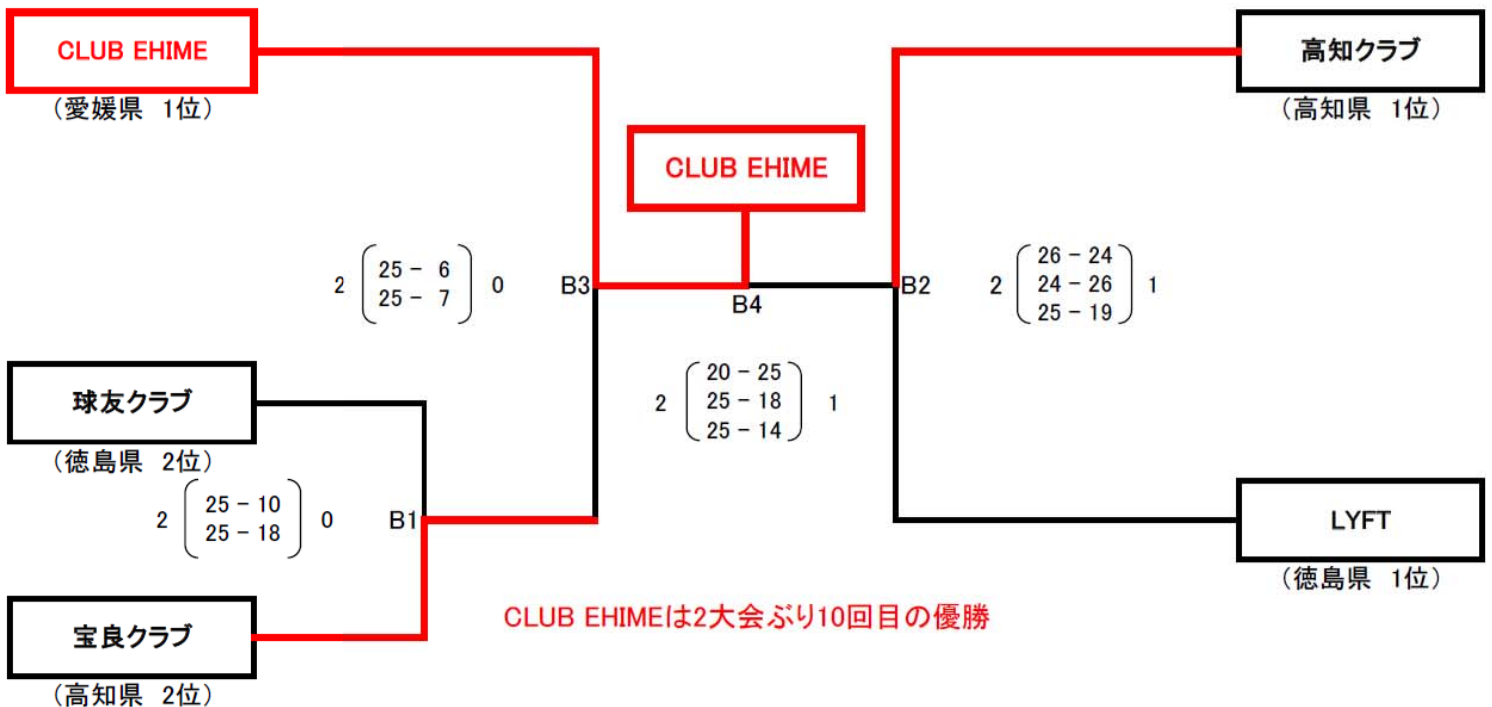 CLUB EHIME
(愛媛県 1位)
高知クラブ
(高知県 1位)
CLUB EHIME
2 25 - 6 0
25 - 7
B3
B4
B2
2 26 - 24 1
24 - 26
25 - 19
2 20 - 25 1
25 - 18
25 - 14
球友クラブ
(徳島県 2位)
2 25 - 10 0
25 - 18
B1
宝良クラブ
(高知県 2位)
LYFT
(徳島県 1位)
CLUB EHIMEは2大会ぶり10回目の優勝